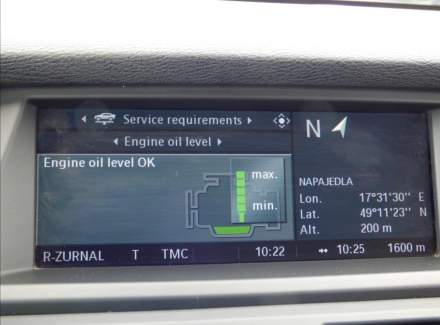 Service requirements
Engine oil level
Engine oil level OK
max.
min.
N
NAPAJEDLA
Lon. 17°31'30" E
Lat. 49°11'23" N
Alt. 200 m
R-ZURNAL T TMC 10:22 10:25 1600 m